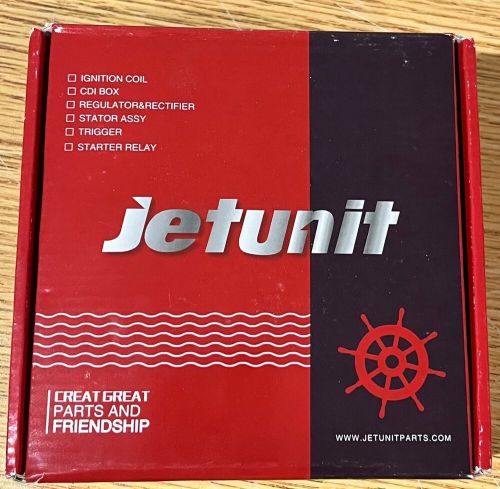 IGNITION COIL
CDI BOX
REGULATOR&RECTIFIER
STATOR ASSY
TRIGGER
STARTER RELAY
Jetunit
CREAT GREAT
PARTS AND
FRIENDSHIP
WWW.JETUNITPARTS.COM